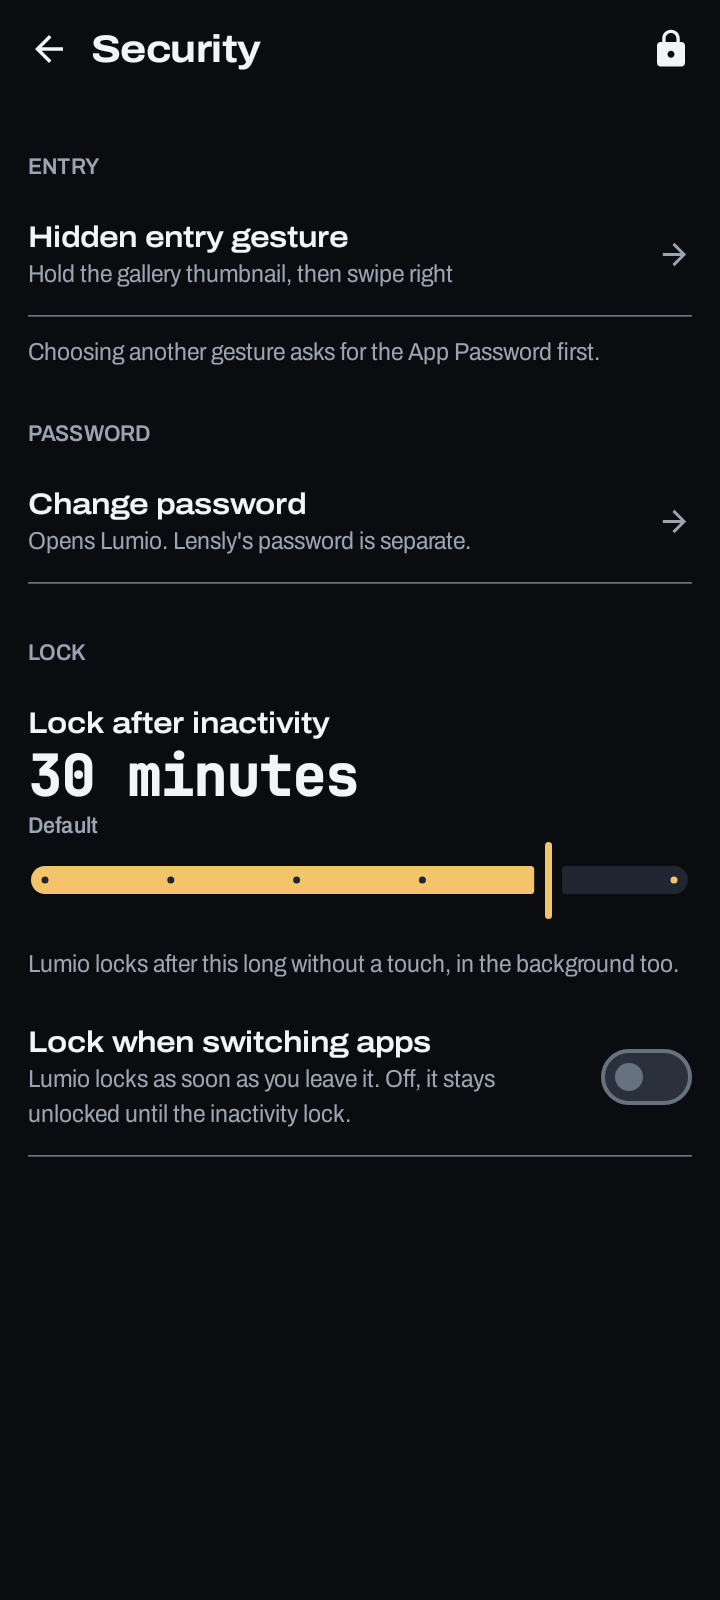 Security
ENTRY
Hidden entry gesture
Hold the gallery thumbnail, then swipe right
Choosing another gesture asks for the App Password first.
PASSWORD
Change password
Opens Lumio. Lensly's password is separate.
LOCK
Lock after inactivity
30 minutes
Default
Lumio locks after this long without a touch, in the background too.
Lock when switching apps
Lumio locks as soon as you leave it. Off, it stays
unlocked until the inactivity lock.